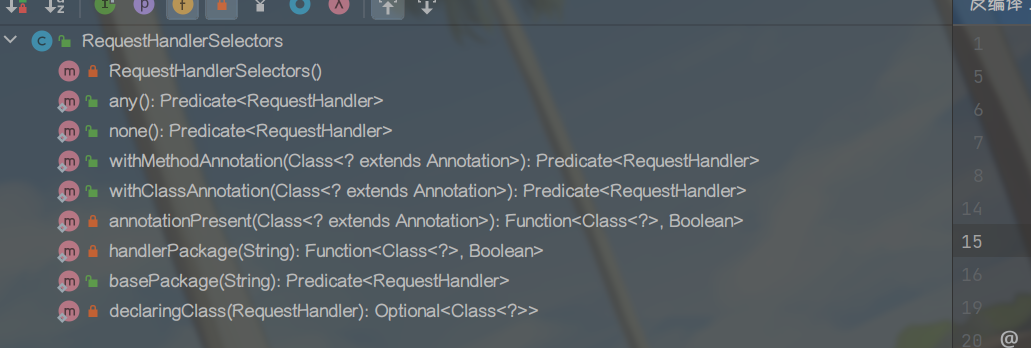 反编译
RequestHandlerSelectors
RequestHandlerSelectors()
any(): Predicate<RequestHandler>
none(): Predicate<RequestHandler>
withMethodAnnotation(Class<? extends Annotation>): Predicate<RequestHandler>
withClassAnnotation(Class<? extends Annotation>): Predicate<RequestHandler>
annotationPresent(Class<? extends Annotation>): Function<Class<?>, Boolean>
handlerPackage(String): Function<Class<?>, Boolean>
basePackage(String): Predicate<RequestHandler>
declaringClass(RequestHandler): Optional<Class<?>>
1
5
6
7
8
14
15
16
19
20 @